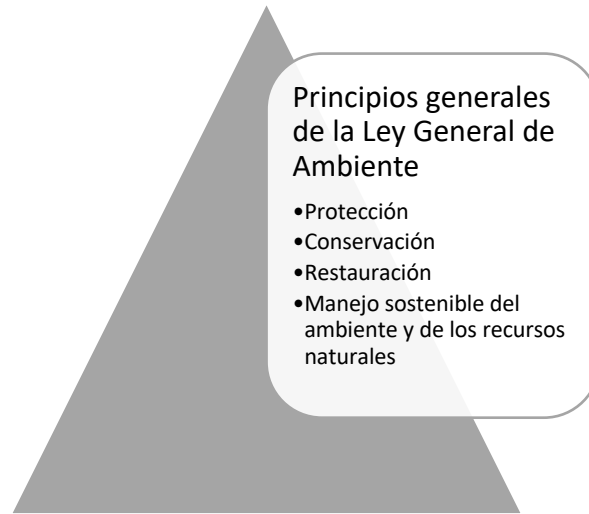 Principios generales
de la Ley General de
Ambiente
•Protección
•Conservación
•Restauración
•Manejo sostenible del
ambiente y de los recursos
naturales